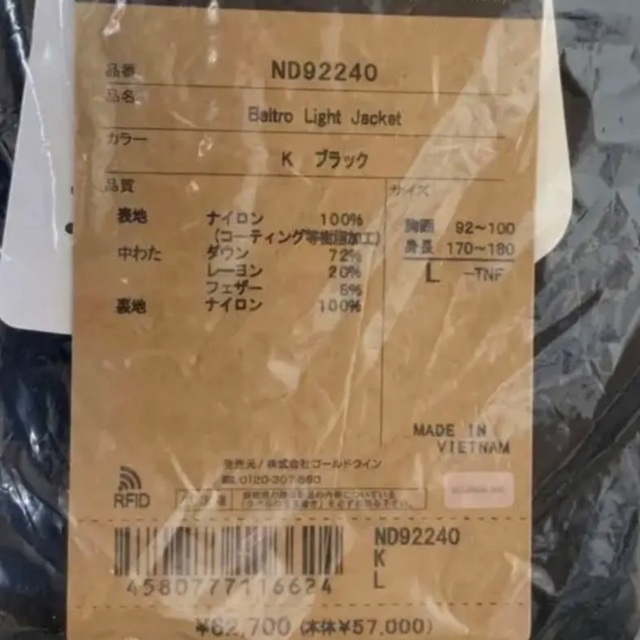 品番 ND92240
品名 Baltro Light Jacket
カラー K ブラック
品質 サイズ
表地 ナイロン 100%
(コーティング等樹脂加工)
中わた ダウン 72%
レーヨン 20%
フェザー 5%
裏地 ナイロン 100%
胸囲 92~100
身長 170~180
L -TNF
MADE IN
VIETNAM
発売元/株式会社ゴールドウイン
0120-307-560
RFID
4580777116624
ND92240
K
L
¥62,700 (本体¥57,000)